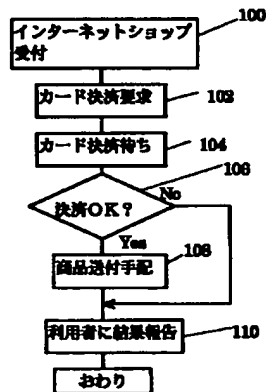 100
インターネットショップ
受付
カード決済要求
102
カード決済待ち
104
106
決済OK?
No
Yes
商品送付手配
108
利用者に結果報告
110
おわり